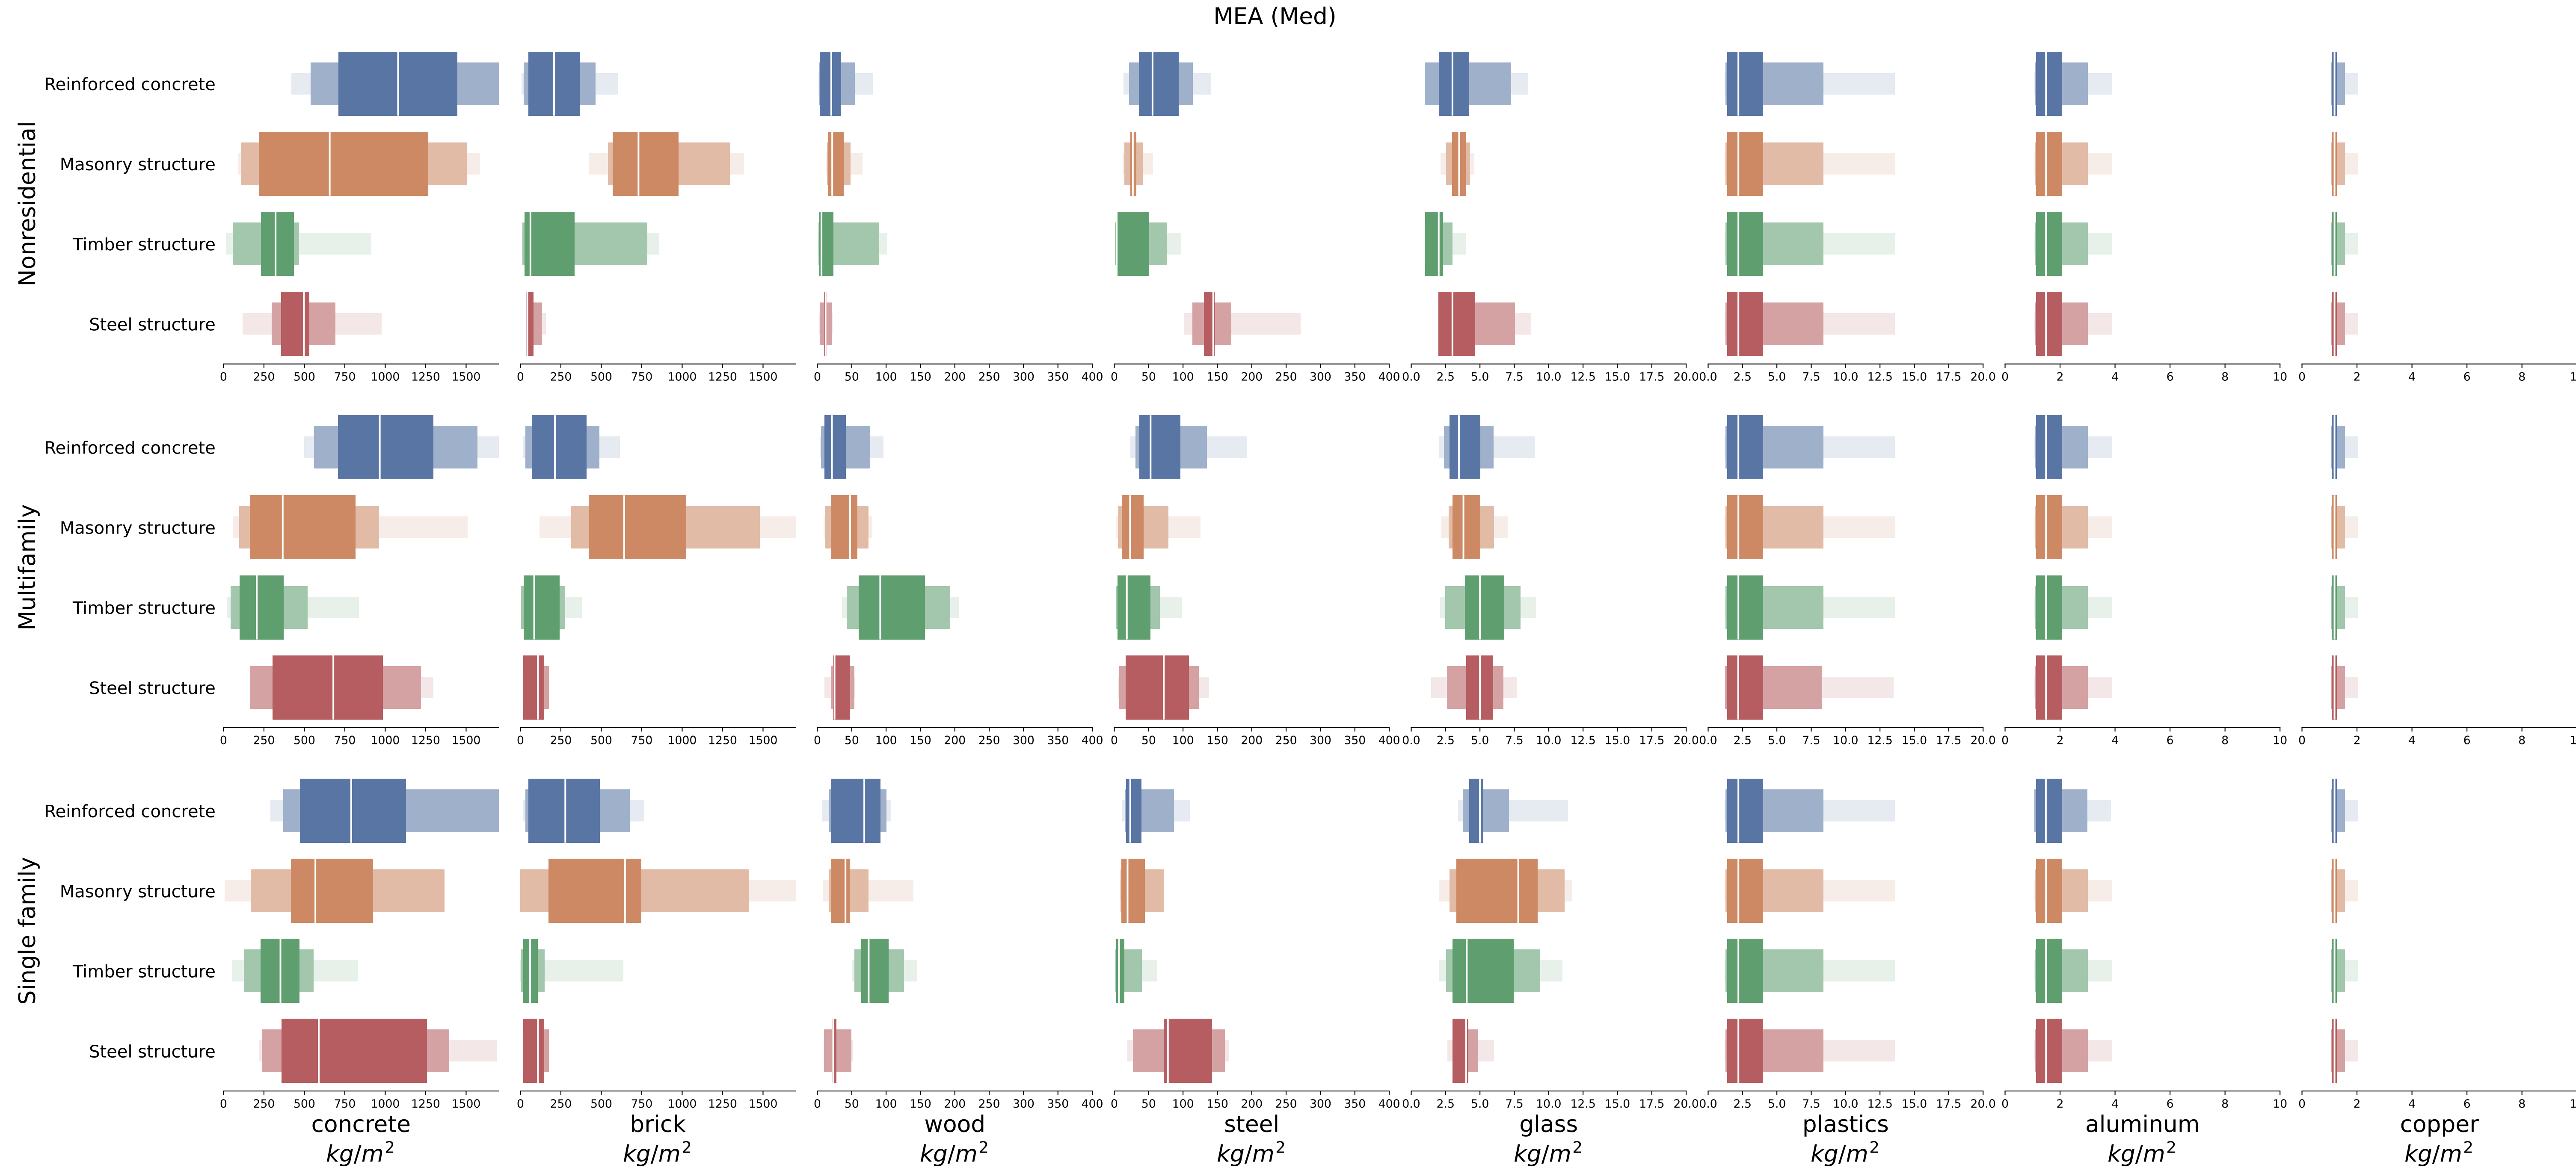 MEA (Med)
Nonresidential
Reinforced concrete
Masonry structure
Timber structure
Steel structure
0 250 500 750 1000 1250 1500
0 250 500 750 1000 1250 1500
0 50 100 150 200 250 300 350 400
0 50 100 150 200 250 300 350 400
0.0 2.5 5.0 7.5 10.0 12.5 15.0 17.5 20.0
0.0 2.5 5.0 7.5 10.0 12.5 15.0 17.5 20.0
0 2 4 6 8 10
0 2 4 6 8
Multifamily
Reinforced concrete
Masonry structure
Timber structure
Steel structure
0 250 500 750 1000 1250 1500
0 250 500 750 1000 1250 1500
0 50 100 150 200 250 300 350 400
0 50 100 150 200 250 300 350 400
0.0 2.5 5.0 7.5 10.0 12.5 15.0 17.5 20.0
0.0 2.5 5.0 7.5 10.0 12.5 15.0 17.5 20.0
0 2 4 6 8 10
0 2 4 6 8
Single family
Reinforced concrete
Masonry structure
Timber structure
Steel structure
0 250 500 750 1000 1250 1500
0 250 500 750 1000 1250 1500
0 50 100 150 200 250 300 350 400
0 50 100 150 200 250 300 350 400
0.0 2.5 5.0 7.5 10.0 12.5 15.0 17.5 20.0
0.0 2.5 5.0 7.5 10.0 12.5 15.0 17.5 20.0
0 2 4 6 8 10
0 2 4 6 8
concrete
kg/m²
brick
kg/m²
wood
kg/m²
steel
kg/m²
glass
kg/m²
plastics
kg/m²
aluminum
kg/m²
copper
kg/m²